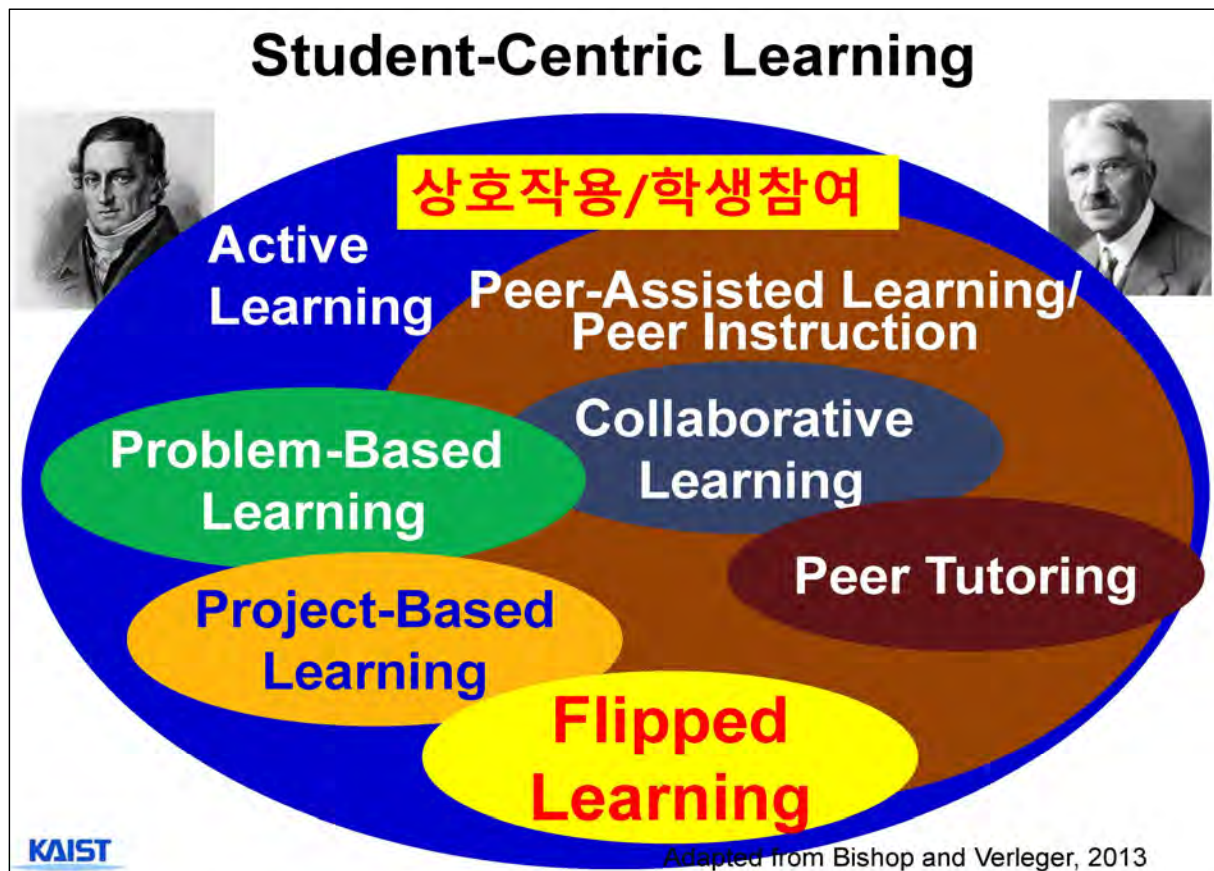 Student-Centric Learning
상호작용/학생참여
Active
Learning
Peer-Assisted Learning/
Peer Instruction
Collaborative
Learning
Problem-Based
Learning
Peer Tutoring
Project-Based
Learning
Flipped
Learning
KAIST
Adapted from Bishop and Verleger, 2013